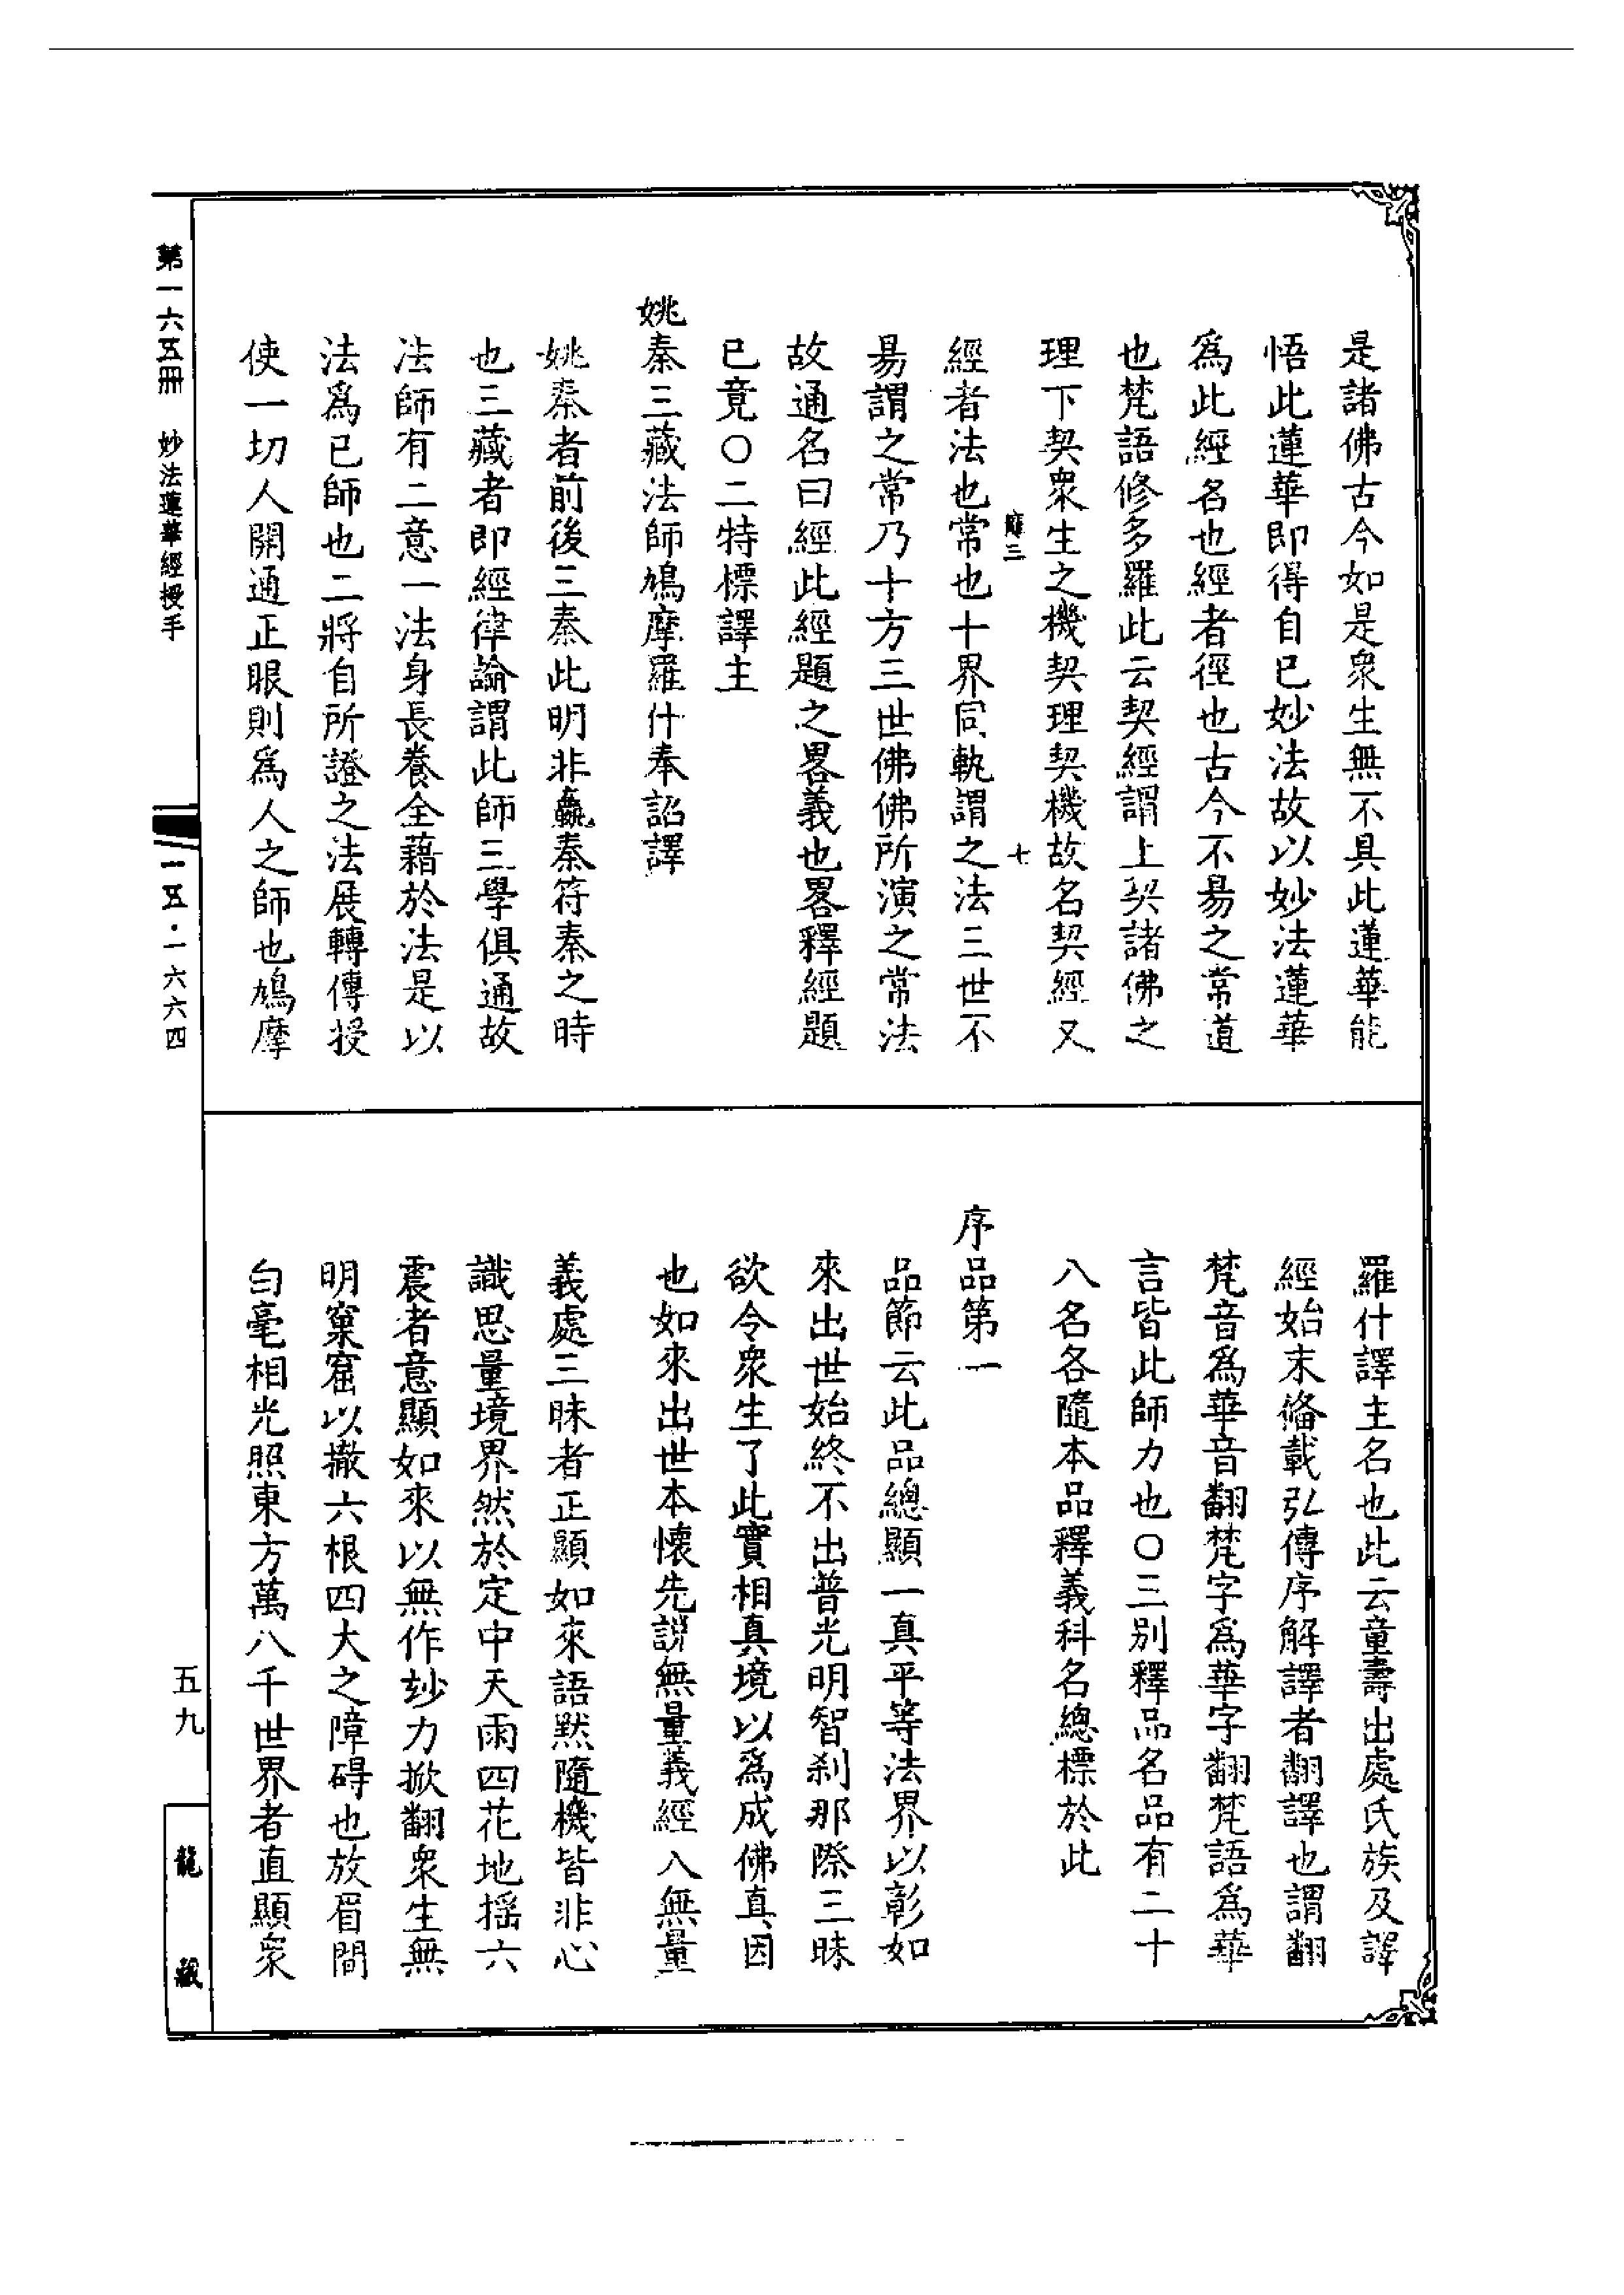 是諸佛古今如是衆生無不具此蓮華能
悟此蓮華即得自已妙法故以妙法蓮華
爲此經名也經者徑也古今不易之常道
也梵語修多羅此云契經謂上契諸佛之
理下契衆生之機契理契機故名契經又
七
經者法也常也十界同軌謂之法三世不
易謂之常乃十方三世佛佛所演之常法
故通名曰經此經題之畧義也畧釋經題
已竟〇二特標譯主
姚秦三藏法師鳩摩羅什奉詔譯
姚秦者前後三秦此明非嬴秦符秦之時
也三藏者即經律論謂此師三學俱通故
法師有二意一法身長養全藉於法是以
法爲已師也二將自所證之法展轉傳授
使一切人開通正眼則爲人之師也鳩摩
羅什譯主名也此云童壽出處氏族及譯
經始末俻載弘傳序解譯者翻譯也謂翻
梵音爲華音翻梵字爲華字翻梵語爲華
言皆此師力也〇三别釋品名品有二十
八名各隨本品釋義科名總標於此
序品第一
品節云此品總顯一真平等法界以彰如
來出世始終不出普光明智刹那際三昧
欲令衆生了此實相真境以爲成佛真因
也如來出世本懷先說無量義經入無量
義處三昧者正顯如來語默隨機皆非心
識思量境界然於定中天雨四花地摇六
震者意顯如來以無作妙力掀翻衆生無
明窠窟以撤六根四大之障碍也放眉間
白毫相光照東方萬八千世界者直顯衆
第一六五冊 妙法蓮華經授手
一五·一六六四
五九
龍藏